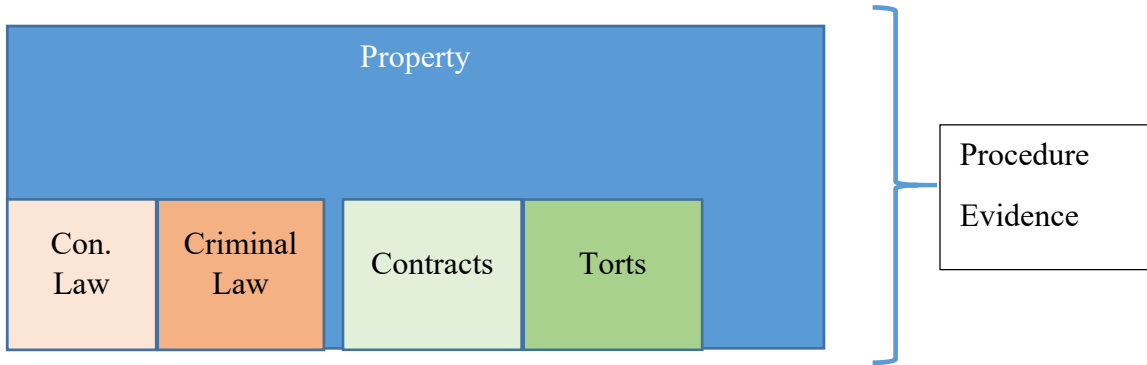 Property
Con.
Law
Criminal
Law
Contracts
Torts
Procedure
Evidence